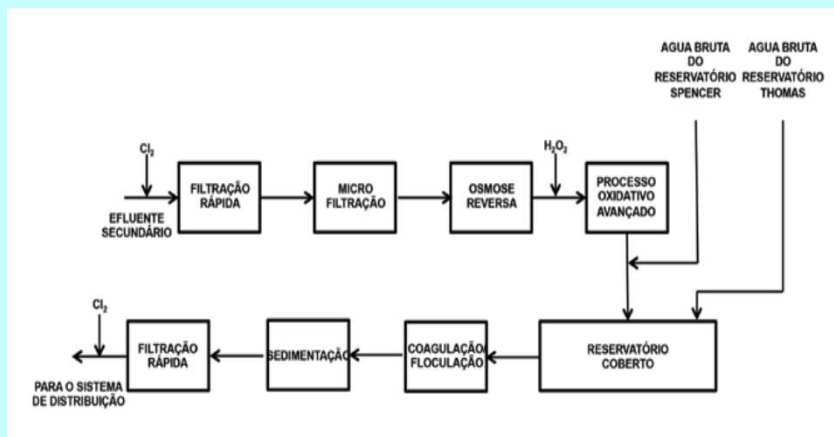 AGUA BRUTA
DO
RESERVATÓRIO
SPENCER
AGUA BRUTA
DO
RESERVATÓRIO
THOMAS
Cl₂
H₂O₂
EFLUENTE
SECUNDÁRIO
FILTRAÇÃO
RÁPIDA
MICRO
FILTRAÇÃO
OSMOSE
REVERSA
PROCESSO
OXIDATIVO
AVANÇADO
Cl₂
PARA O SISTEMA
DE DISTRIBUIÇÃO
FILTRAÇÃO
RÁPIDA
SEDIMENTAÇÃO
COAGULAÇÃO/
FLOCULAÇÃO
RESERVATÓRIO
COBERTO